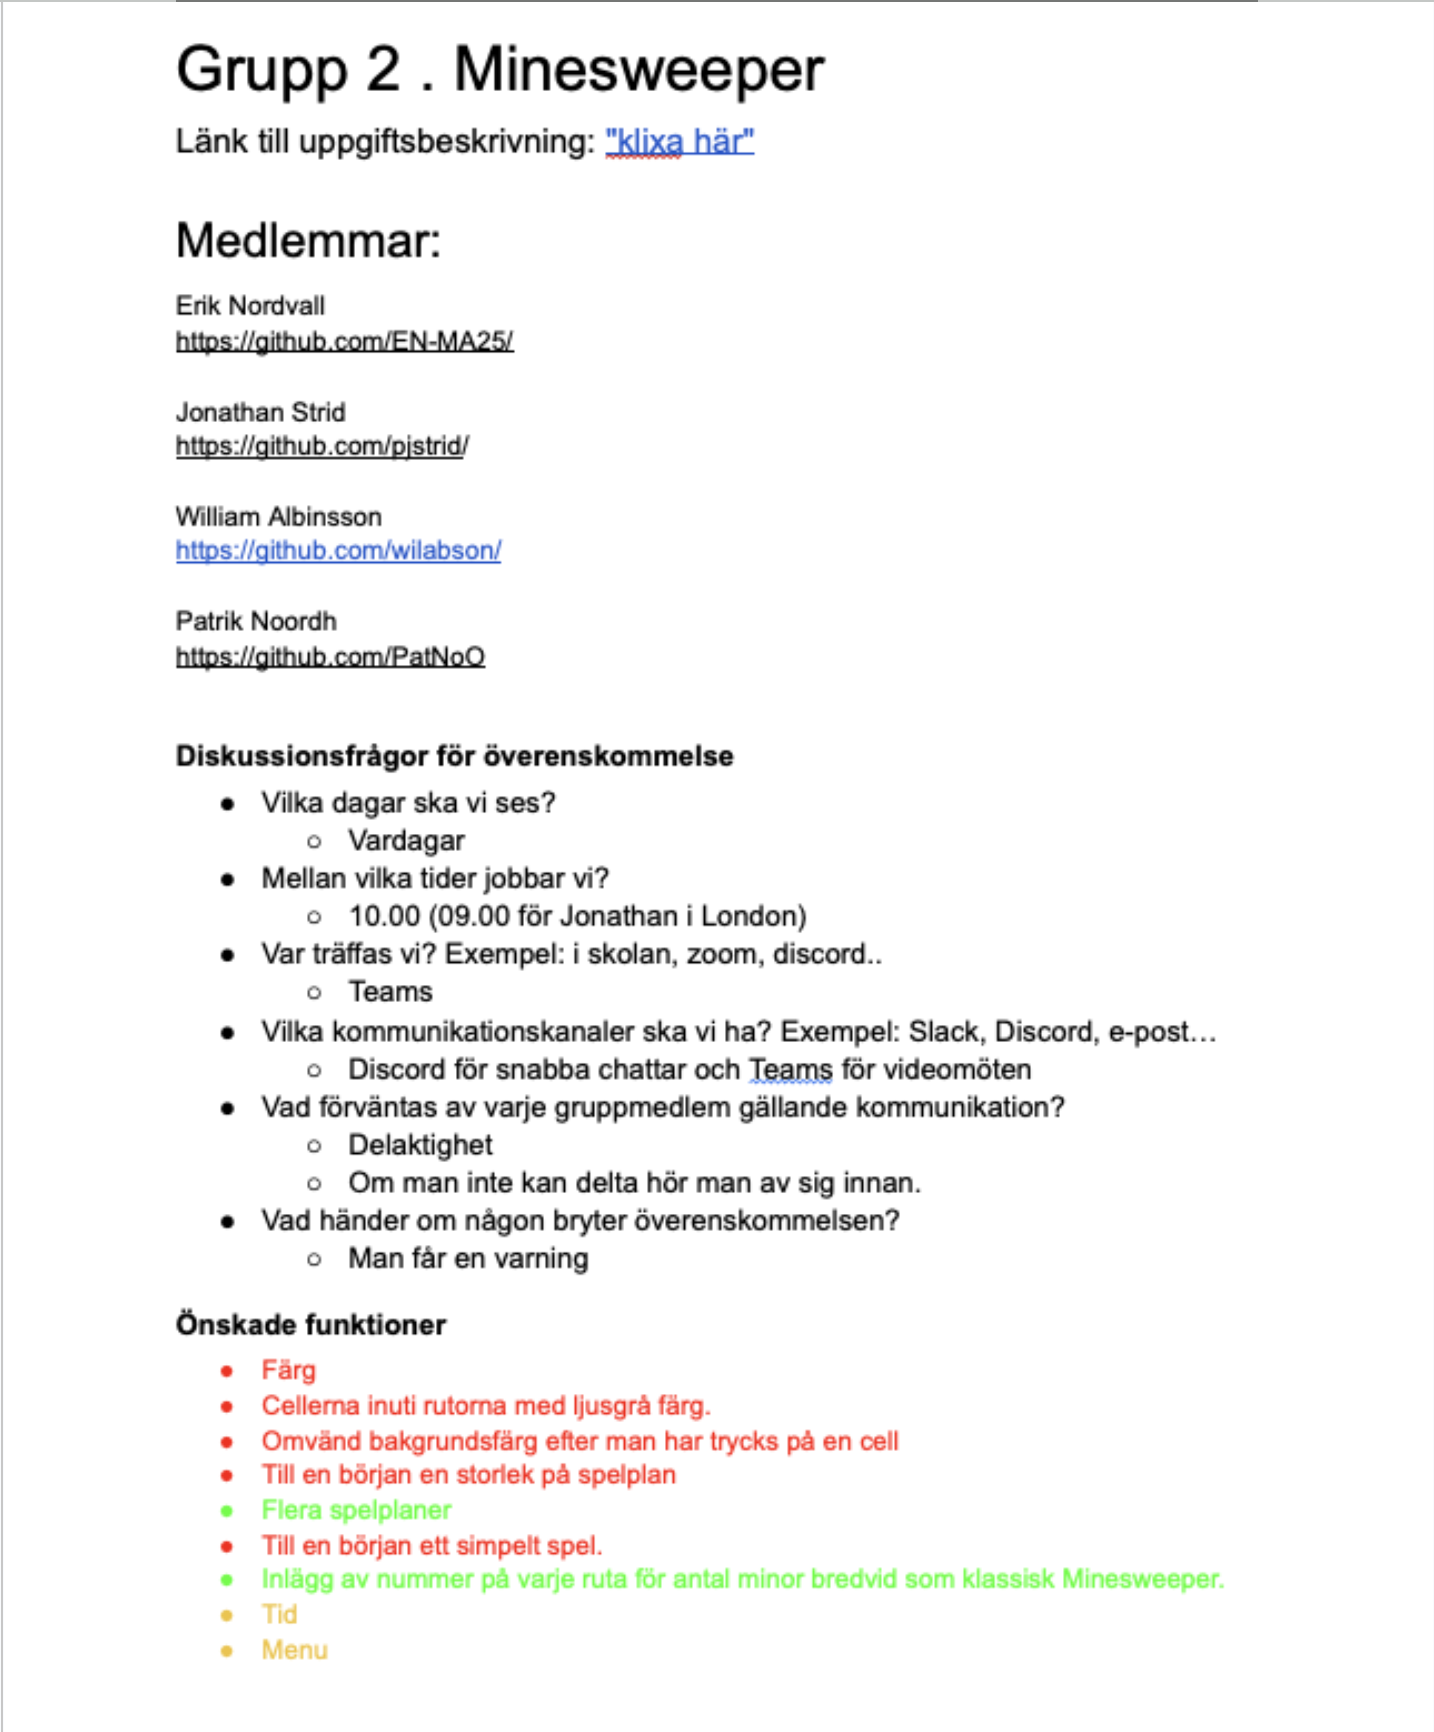 Grupp 2 . Minesweeper
Länk till uppgiftsbeskrivning: "klixa här"
Medlemmar:
Erik Nordvall
https://github.com/EN-MA25/
Jonathan Strid
https://github.com/pjstrid/
William Albinsson
https://github.com/wilabson/
Patrik Noordh
https://github.com/PatNoO
Diskussionsfrågor för överenskommelse
● Vilka dagar ska vi ses?
○ Vardagar
● Mellan vilka tider jobbar vi?
○ 10.00 (09.00 för Jonathan i London)
● Var träffas vi? Exempel: i skolan, zoom, discord..
○ Teams
● Vilka kommunikationskanaler ska vi ha? Exempel: Slack, Discord, e-post…
○ Discord för snabba chattar och Teams för videomöten
● Vad förväntas av varje gruppmedlem gällande kommunikation?
○ Delaktighet
○ Om man inte kan delta hör man av sig innan.
● Vad händer om någon bryter överenskommelsen?
○ Man får en varning
Önskade funktioner
● Färg
● Cellerna inuti rutorna med ljusgrå färg.
● Omvänd bakgrundsfärg efter man har trycks på en cell
● Till en början en storlek på spelplan
● Flera spelplaner
● Till en början ett simpelt spel.
● Inlägg av nummer på varje ruta för antal minor bredvid som klassisk Minesweeper.
● Tid
● Menu